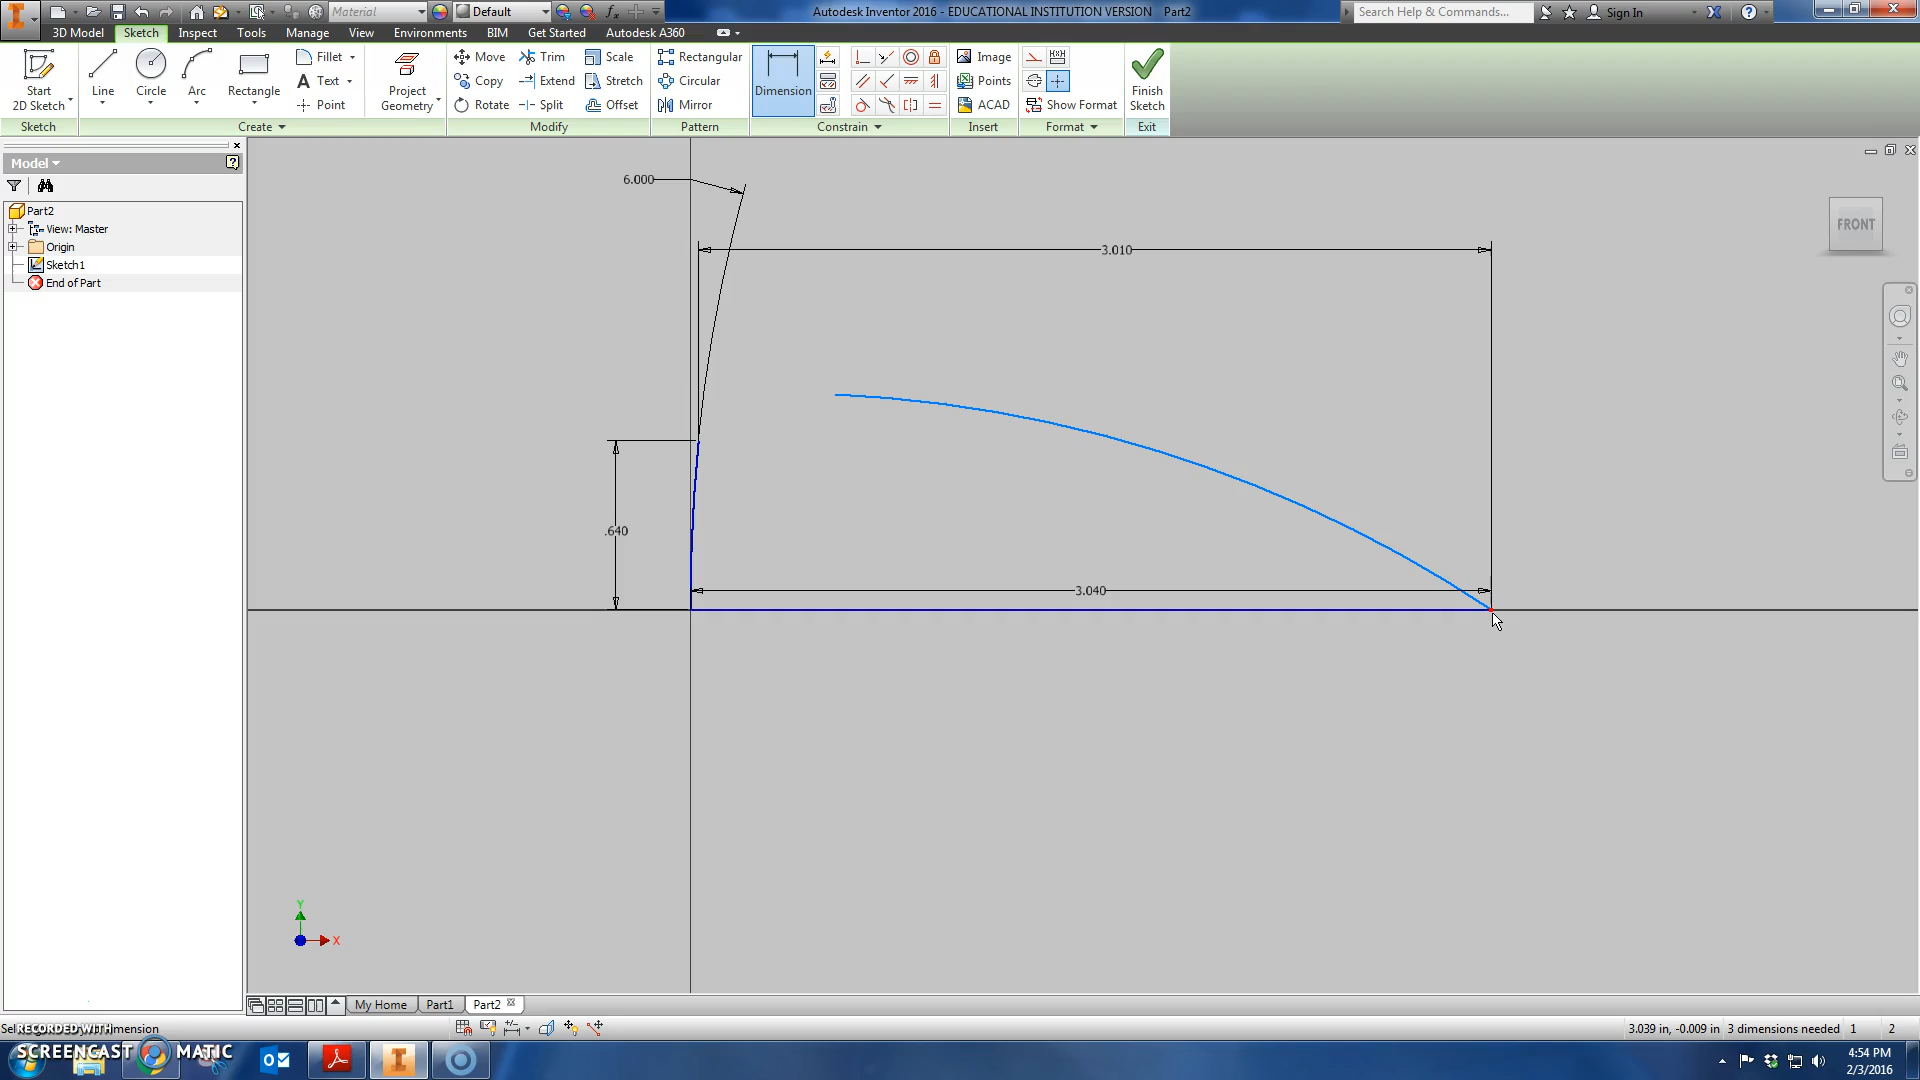 Material
Default
Autodesk Inventor 2016 - EDUCATIONAL INSTITUTION VERSION Part2
Search Help & Commands...
Sign In
3D Model Sketch Inspect Tools Manage View Environments BIM Get Started Autodesk A360
Start
2D Sketch
Line
Circle
Arc
Rectangle
Fillet
Text
Point
Project
Geometry
Move
Copy
Rotate
Trim
Extend
Split
Scale
Stretch
Offset
Rectangular
Circular
Mirror
Dimension
Image
Points
ACAD
Show Format
Finish
Sketch
Sketch Create Modify Pattern Constrain Insert Format Exit
Model
Part2
View: Master
Origin
Sketch1
End of Part
6.000
3.010
.640
3.040
FRONT
Y
X
My Home Part1 Part2
RECORDED WITH
3.039 in, -0.009 in 3 dimensions needed 1 2
SCREENCAST MATIC
4:54 PM
2/3/2016